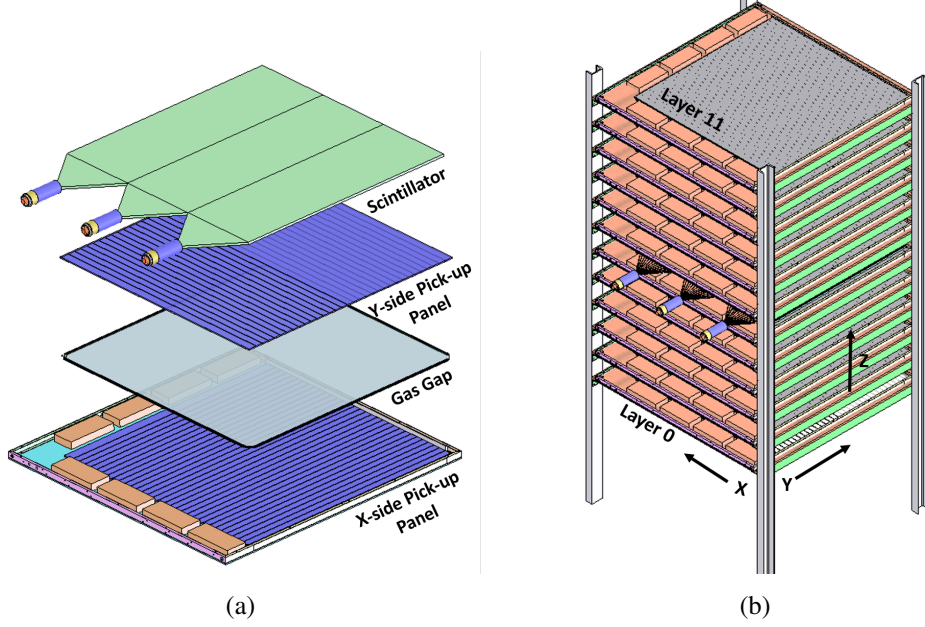 Scintillator
Y-side Pick-up
Panel
Gas Gap
X-side Pick-up
Panel
(a)
Layer 11
Z
Layer 0
X
Y
(b)